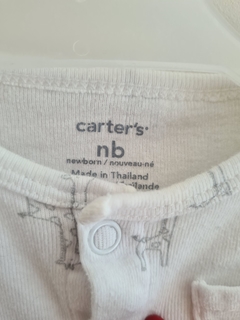 carter's
nb
newborn / nouveau-né
Made in Thailand